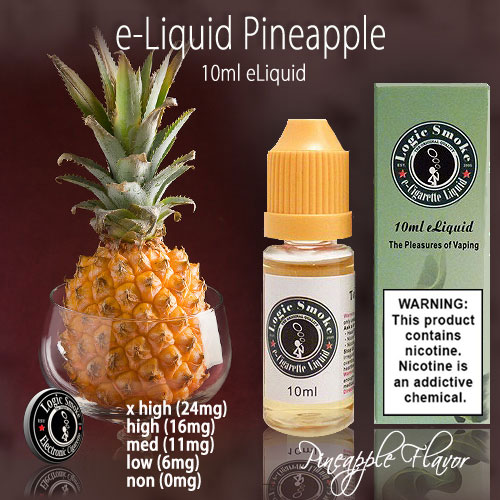 e-Liquid Pineapple
10ml eLiquid
Logic Smoke
e-Cigarette Liquid
10ml eLiquid
The Pleasures of Vaping
WARNING:
This product
contains
nicotine.
Nicotine is
an addictive
chemical.
Logic Smoke
e-Cigarette Liquid
10ml
Logic Smoke
Electronic Cigarettes
x high (24mg)
high (16mg)
med (11mg)
low (6mg)
non (0mg)
Pineapple Flavor